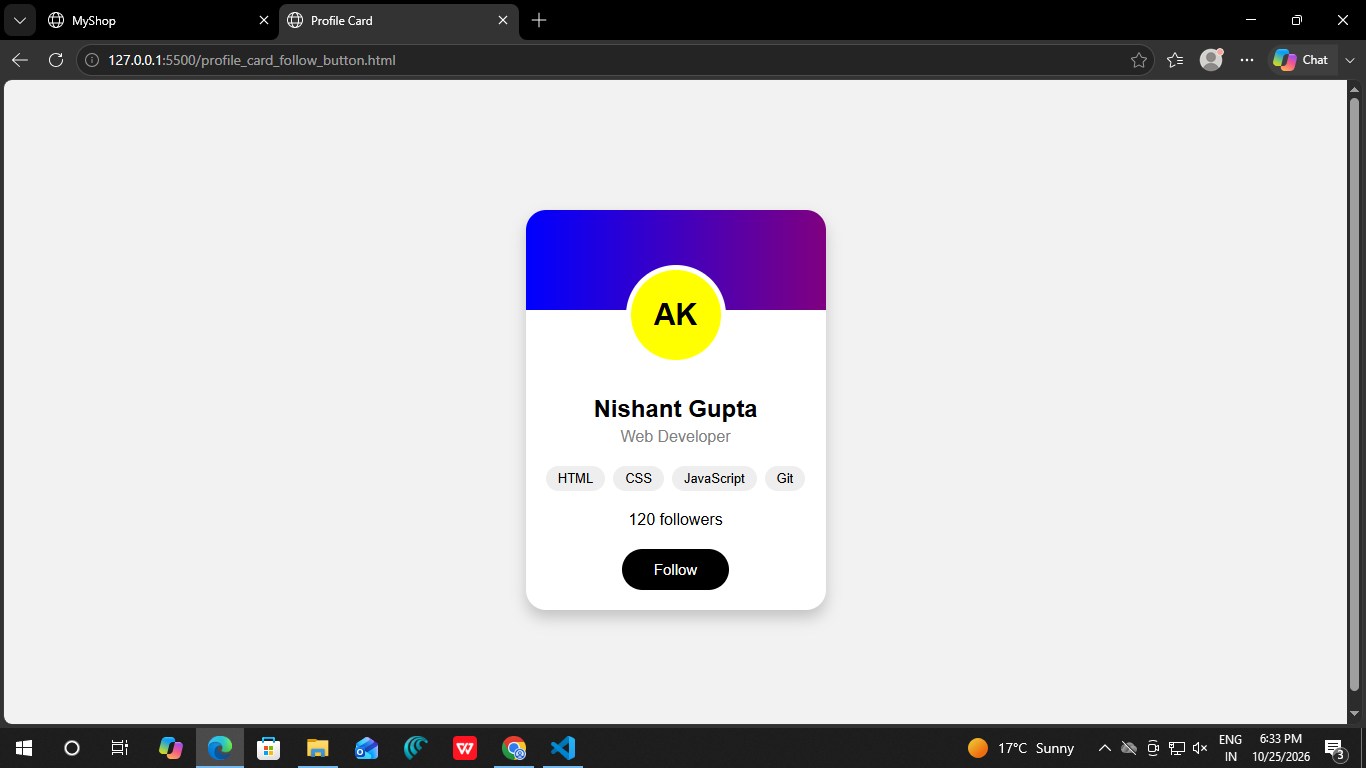 MyShop
Profile Card
127.0.0.1:5500/profile_card_follow_button.html
Chat
AK
Nishant Gupta
Web Developer
HTML CSS JavaScript Git
120 followers
Follow
W
17°C Sunny
ENG
IN
6:33 PM
10/25/2026
3